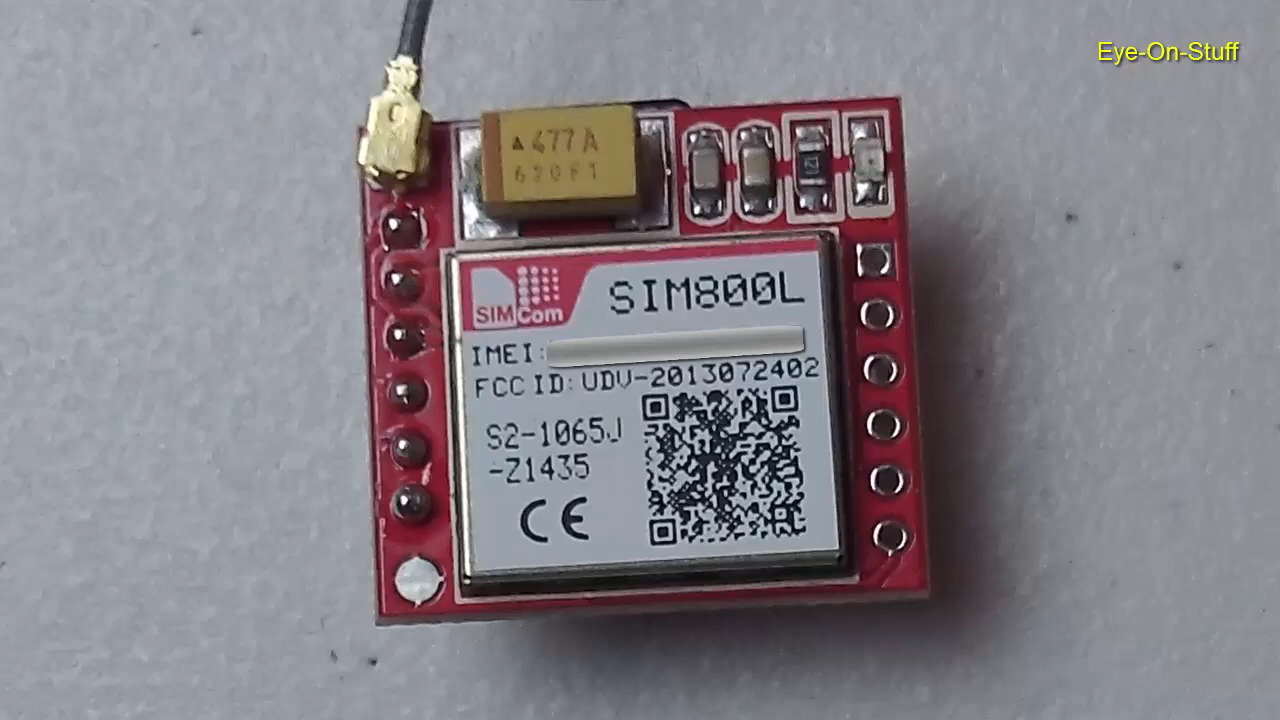 Eye-On-Stuff
477A
620F1
SIMCom
SIM800L
IMEI:
FCC ID: UDV-2013072402
S2-1065J
-Z1435
CE